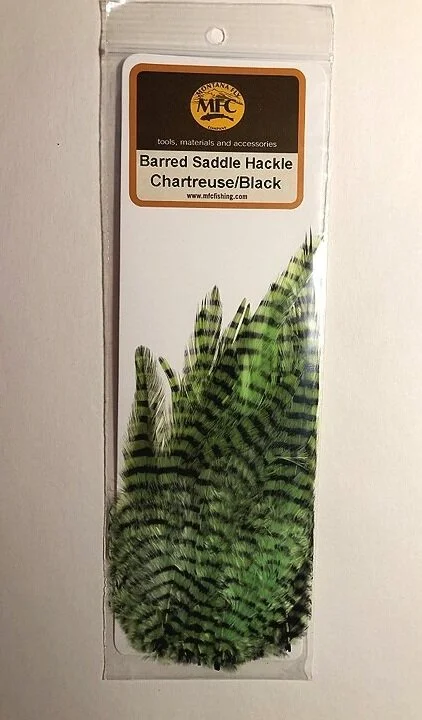 MONTANA FLY
MFC
COMPANY
tools, materials and accessories
Barred Saddle Hackle
Chartreuse/Black
www.mfcfishing.com